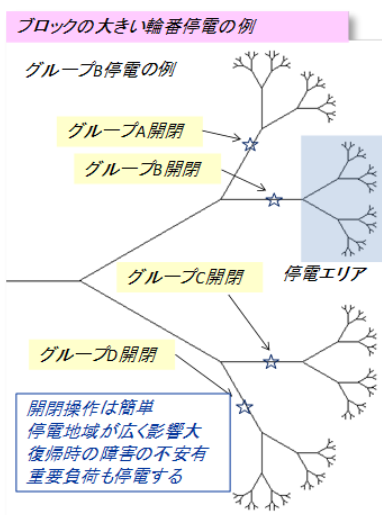 ブロックの大きい輪番停電の例
グループB停電の例
グループA開閉
グループB開閉
停電エリア
グループC開閉
グループD開閉
開閉操作は簡単
停電地域が広く影響大
復帰時の障害の不安有
重要負荷も停電する